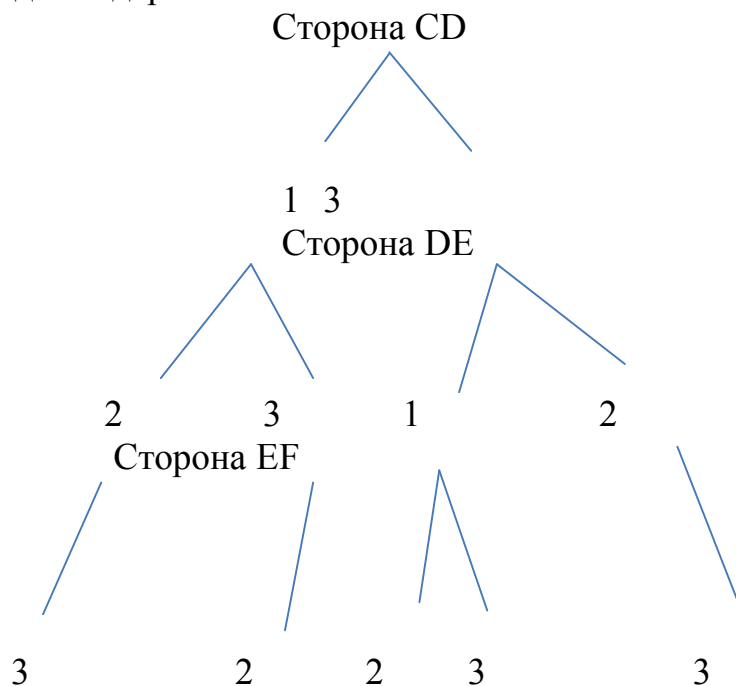 Сторона CD
1 3
Сторона DE
2 3 1 2
Сторона EF
3 2 2 3 3